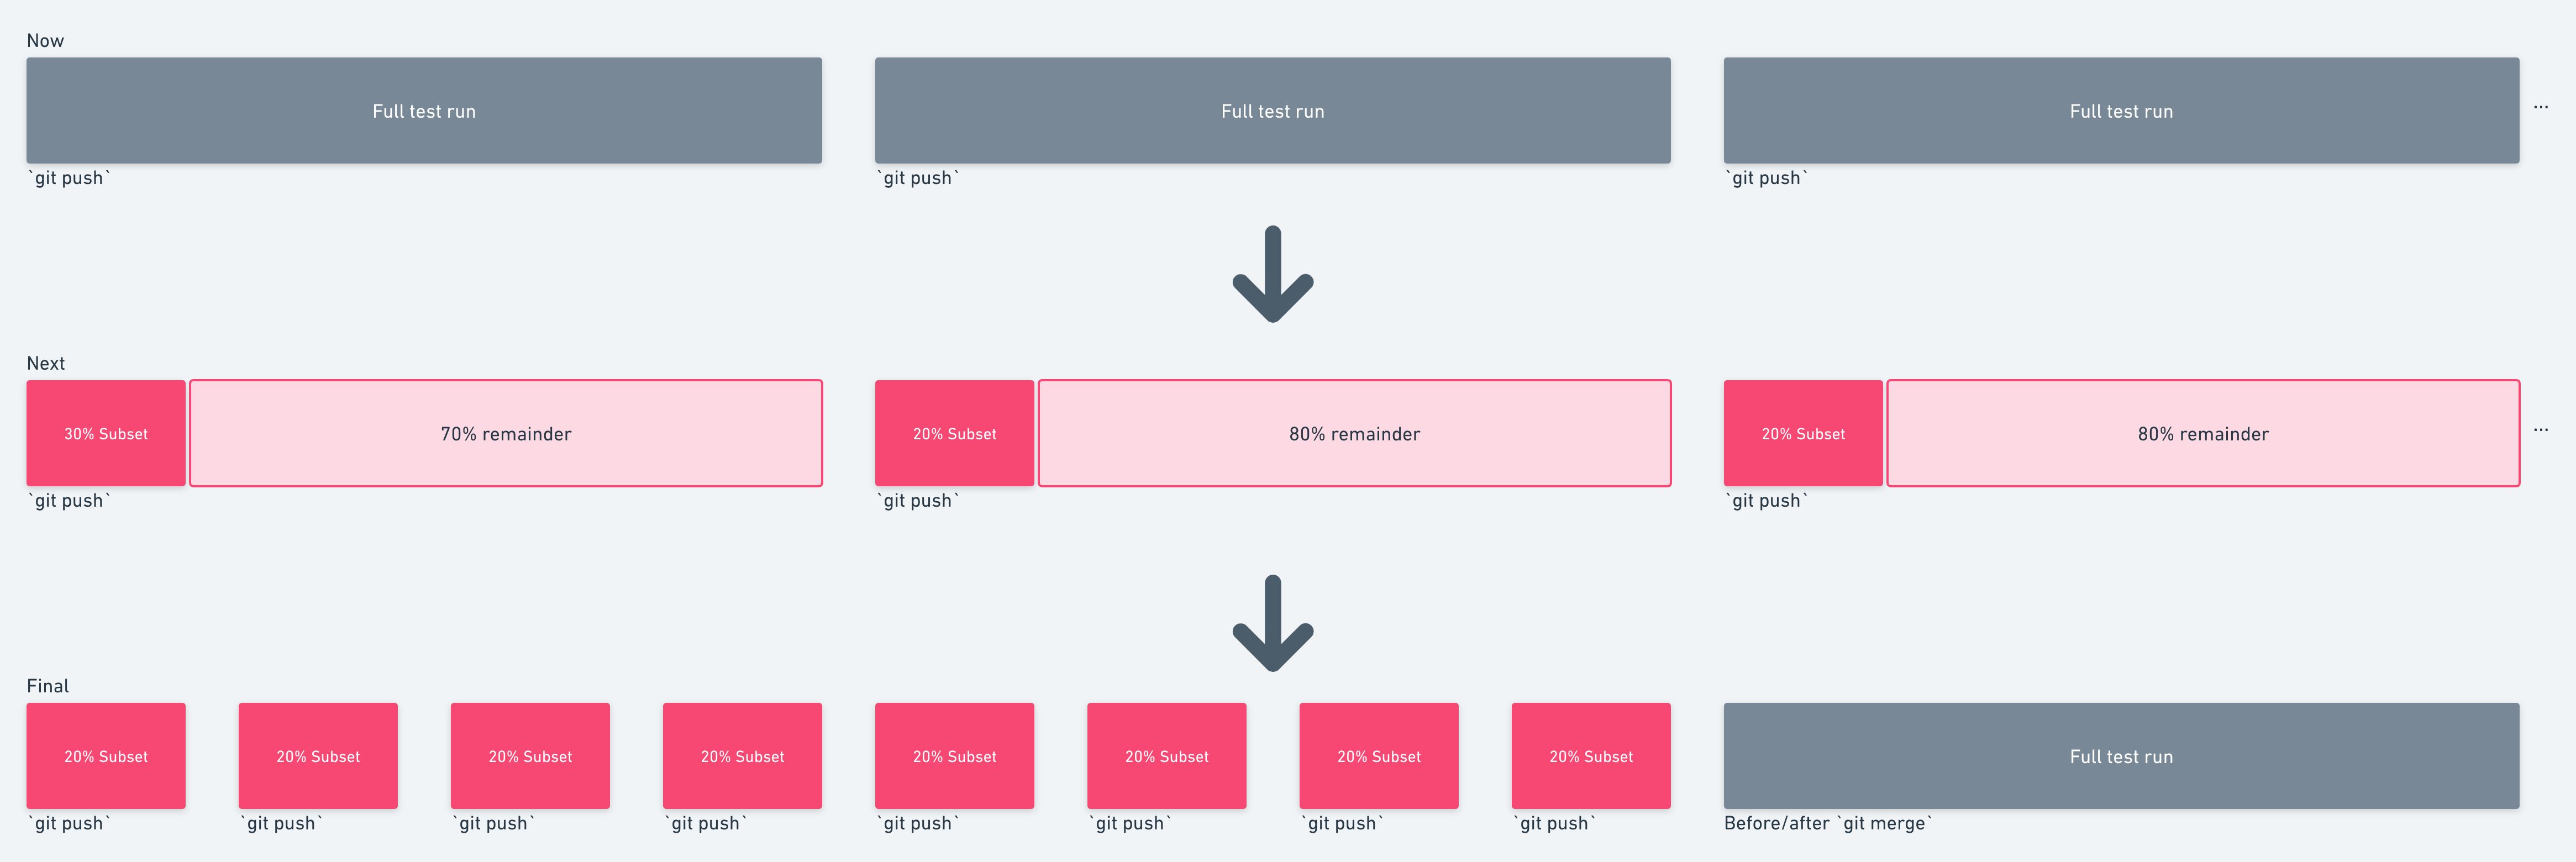 Now
Full test run
Full test run
Full test run
...
`git push`
`git push`
`git push`
Next
30% Subset
70% remainder
20% Subset
80% remainder
20% Subset
80% remainder
...
`git push`
`git push`
`git push`
Final
20% Subset
20% Subset
20% Subset
20% Subset
20% Subset
20% Subset
20% Subset
20% Subset
Full test run
`git push`
`git push`
`git push`
`git push`
`git push`
`git push`
`git push`
`git push`
Before/after `git merge`